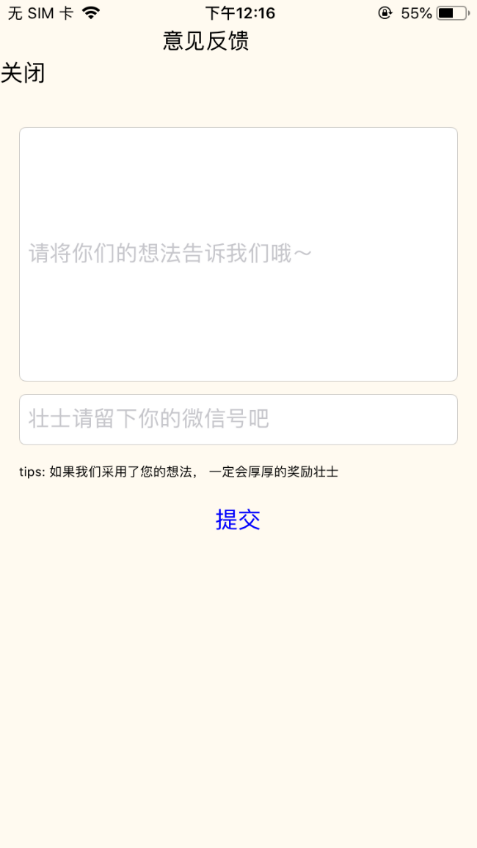 无 SIM 卡 下午12:16 55%
意见反馈
关闭
请将你们的想法告诉我们哦～
壮士请留下你的微信号吧
tips: 如果我们采用了您的想法， 一定会厚厚的奖励壮士
提交